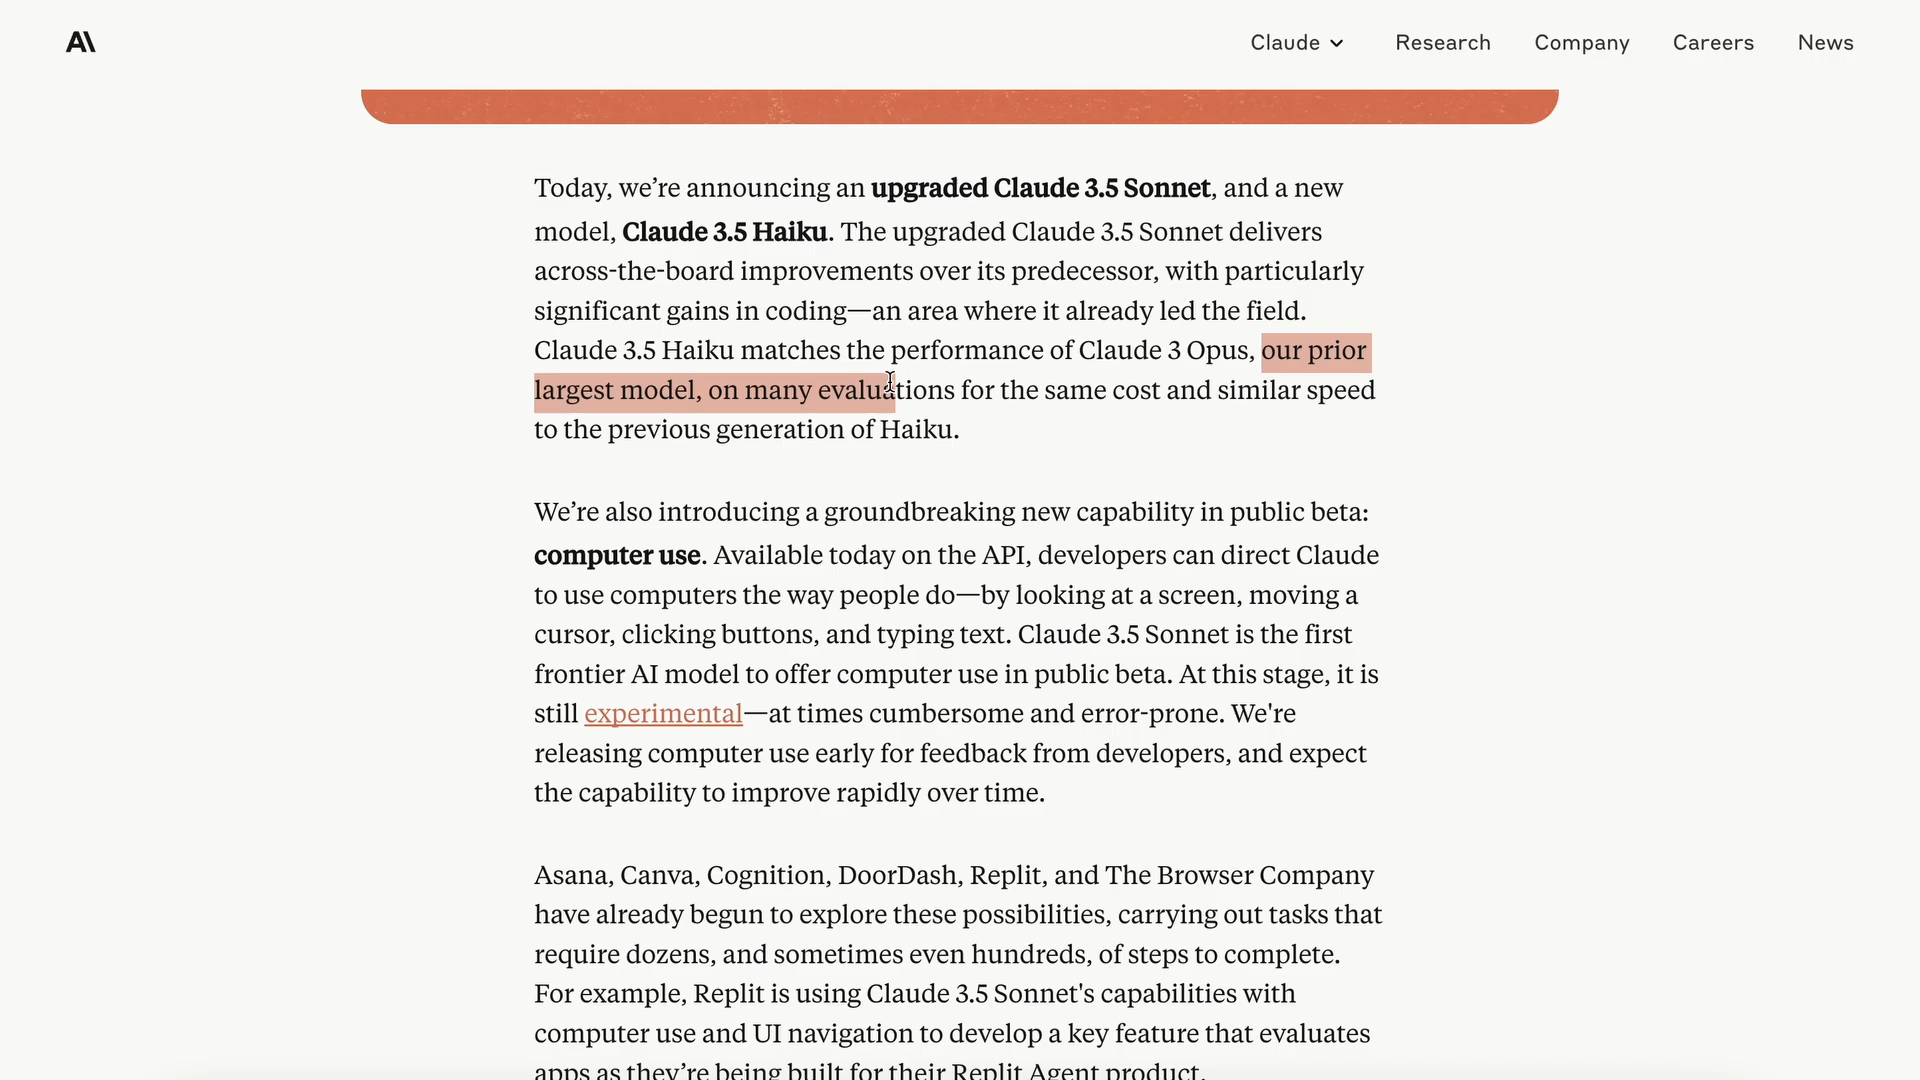 A\
Claude
Research
Company
Careers
News
Today, we’re announcing an upgraded Claude 3.5 Sonnet, and a new
model, Claude 3.5 Haiku. The upgraded Claude 3.5 Sonnet delivers
across-the-board improvements over its predecessor, with particularly
significant gains in coding—an area where it already led the field.
Claude 3.5 Haiku matches the performance of Claude 3 Opus, our prior
largest model, on many evaluations for the same cost and similar speed
to the previous generation of Haiku.
We’re also introducing a groundbreaking new capability in public beta:
computer use. Available today on the API, developers can direct Claude
to use computers the way people do—by looking at a screen, moving a
cursor, clicking buttons, and typing text. Claude 3.5 Sonnet is the first
frontier AI model to offer computer use in public beta. At this stage, it is
still experimental—at times cumbersome and error-prone. We're
releasing computer use early for feedback from developers, and expect
the capability to improve rapidly over time.
Asana, Canva, Cognition, DoorDash, Replit, and The Browser Company
have already begun to explore these possibilities, carrying out tasks that
require dozens, and sometimes even hundreds, of steps to complete.
For example, Replit is using Claude 3.5 Sonnet's capabilities with
computer use and UI navigation to develop a key feature that evaluates
apps as they’re being built for their Replit Agent product.